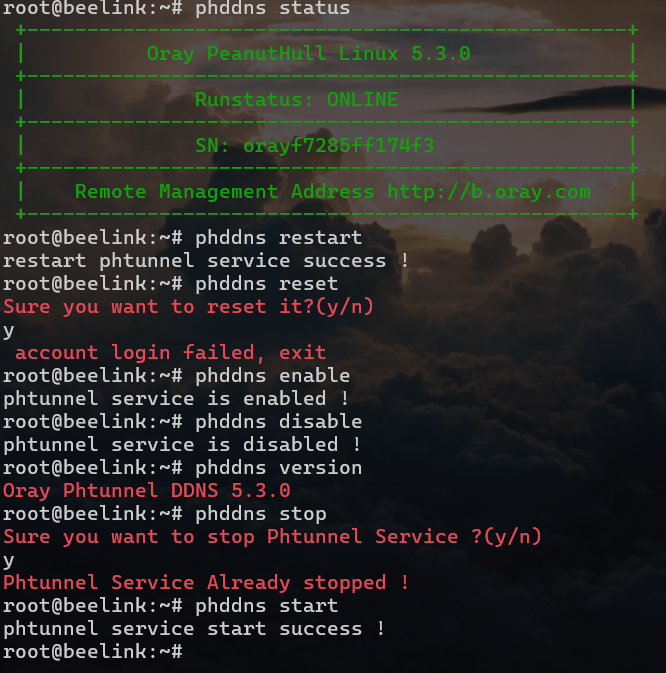 root@beelink:~# phddns status
+--------------------------------------------------+
|          Oray PeanutHull Linux 5.3.0             |
+--------------------------------------------------+
|              Runstatus: ONLINE                   |
+--------------------------------------------------+
|              SN: orayf7285ff174f3                |
+--------------------------------------------------+
|    Remote Management Address http://b.oray.com   |
+--------------------------------------------------+
root@beelink:~# phddns restart
restart phtunnel service success !
root@beelink:~# phddns reset
Sure you want to reset it?(y/n)
y
 account login failed, exit
root@beelink:~# phddns enable
phtunnel service is enabled !
root@beelink:~# phddns disable
phtunnel service is disabled !
root@beelink:~# phddns version
Oray Phtunnel DDNS 5.3.0
root@beelink:~# phddns stop
Sure you want to stop Phtunnel Service ?(y/n)
y
Phtunnel Service Already stopped !
root@beelink:~# phddns start
phtunnel service start success !
root@beelink:~#